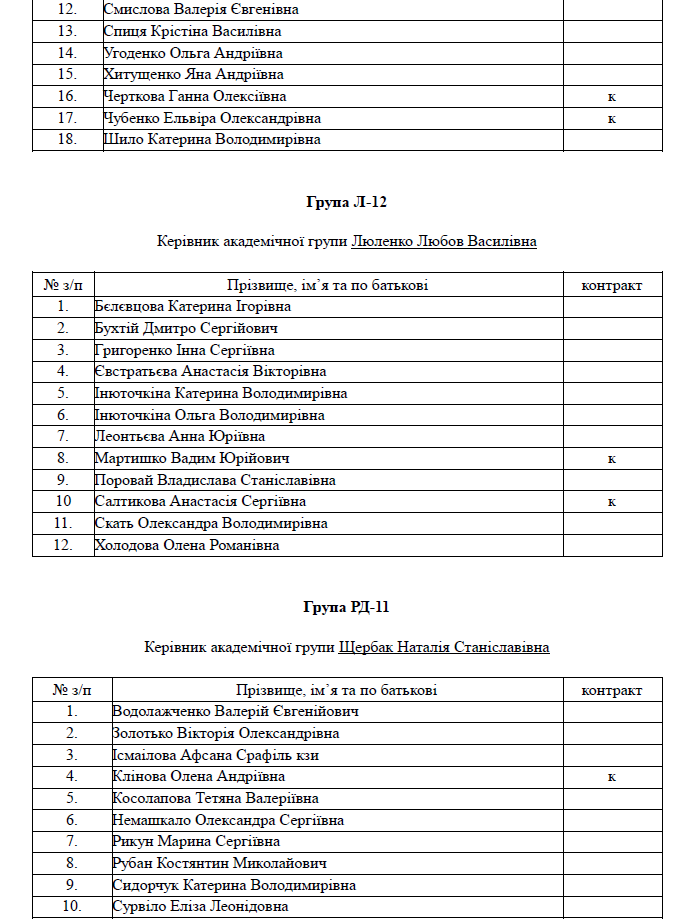 12. Смислова Валерія Євгенівна
13. Спиця Крістіна Василівна
14. Угоденко Ольга Андріївна
15. Хитущенко Яна Андріївна
16. Черткова Ганна Олексіївна к
17. Чубенко Ельвіра Олександрівна к
18. Шило Катерина Володимирівна
Група Л-12
Керівник академічної групи Люленко Любов Василівна
№ з/п Прізвище, ім’я та по батькові контракт
1. Бєлєвцова Катерина Ігорівна
2. Бухтій Дмитро Сергійович
3. Григоренко Інна Сергіївна
4. Євстратьєва Анастасія Вікторівна
5. Інюточкіна Катерина Володимирівна
6. Інюточкіна Ольга Володимирівна
7. Леонтьєва Анна Юріївна
8. Мартишко Вадим Юрійович к
9. Поровай Владислава Станіславівна
10 Салтикова Анастасія Сергіївна к
11. Скать Олександра Володимирівна
12. Холодова Олена Романівна
Група РД-11
Керівник академічної групи Щербак Наталія Станіславівна
№ з/п Прізвище, ім’я та по батькові контракт
1. Водолажченко Валерій Євгенійович
2. Золотько Вікторія Олександрівна
3. Ісмаілова Афсана Срафіль кзи
4. Клінова Олена Андріївна к
5. Косолапова Тетяна Валеріївна
6. Немашкало Олександра Сергіївна
7. Рикун Марина Сергіївна
8. Рубан Костянтин Миколайович
9. Сидорчук Катерина Володимирівна
10. Сурвіло Еліза Леонідовна